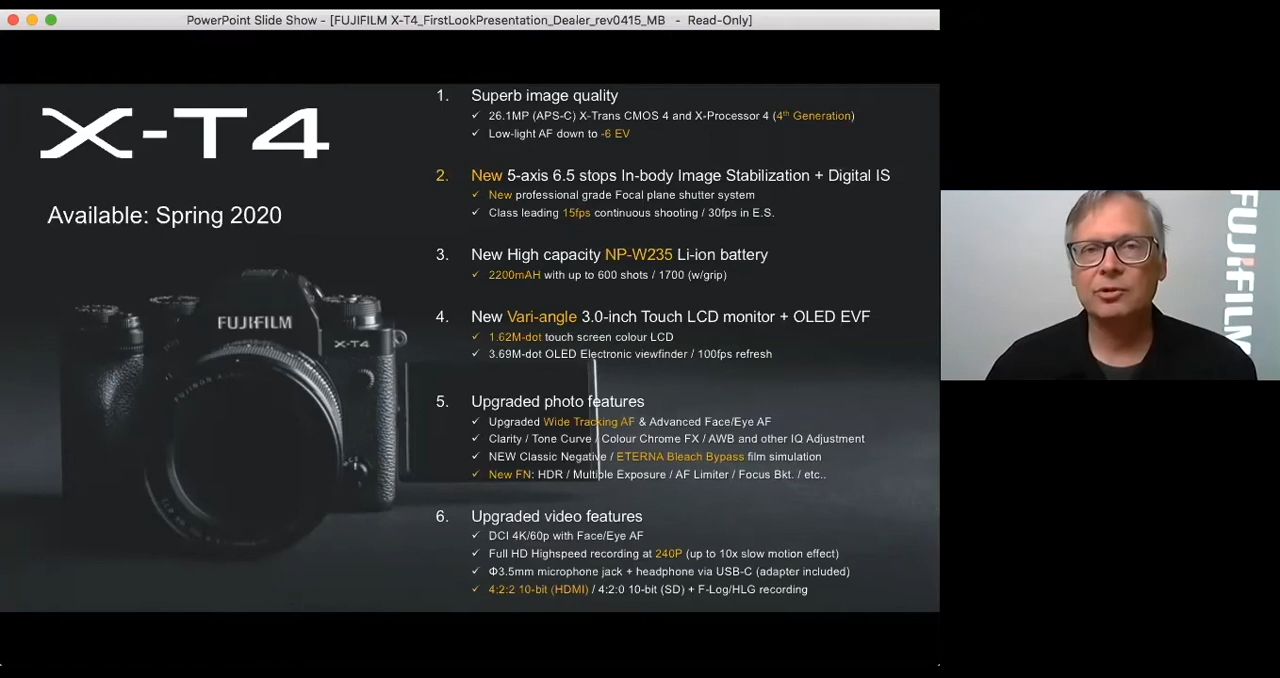 PowerPoint Slide Show - [FUJIFILM X-T4_FirstLookPresentation_Dealer_rev0415_MB - Read-Only]
X-T4
Available: Spring 2020
FUJIFILM
X-T4
1. Superb image quality
✓ 26.1MP (APS-C) X-Trans CMOS 4 and X-Processor 4 (4th Generation)
✓ Low-light AF down to -6 EV
2. New 5-axis 6.5 stops In-body Image Stabilization + Digital IS
✓ New professional grade Focal plane shutter system
✓ Class leading 15fps continuous shooting / 30fps in E.S.
3. New High capacity NP-W235 Li-ion battery
✓ 2200mAH with up to 600 shots / 1700 (w/grip)
4. New Vari-angle 3.0-inch Touch LCD monitor + OLED EVF
✓ 1.62M-dot touch screen colour LCD
✓ 3.69M-dot OLED Electronic viewfinder / 100fps refresh
5. Upgraded photo features
✓ Upgraded Wide Tracking AF & Advanced Face/Eye AF
✓ Clarity / Tone Curve / Colour Chrome FX / AWB and other IQ Adjustment
✓ NEW Classic Negative / ETERNA Bleach Bypass film simulation
✓ New FN: HDR / Multiple Exposure / AF Limiter / Focus Bkt. / etc..
6. Upgraded video features
✓ DCI 4K/60p with Face/Eye AF
✓ Full HD Highspeed recording at 240P (up to 10x slow motion effect)
✓ Φ3.5mm microphone jack + headphone via USB-C (adapter included)
✓ 4:2:2 10-bit (HDMI) / 4:2:0 10-bit (SD) + F-Log/HLG recording
FUJIFILM